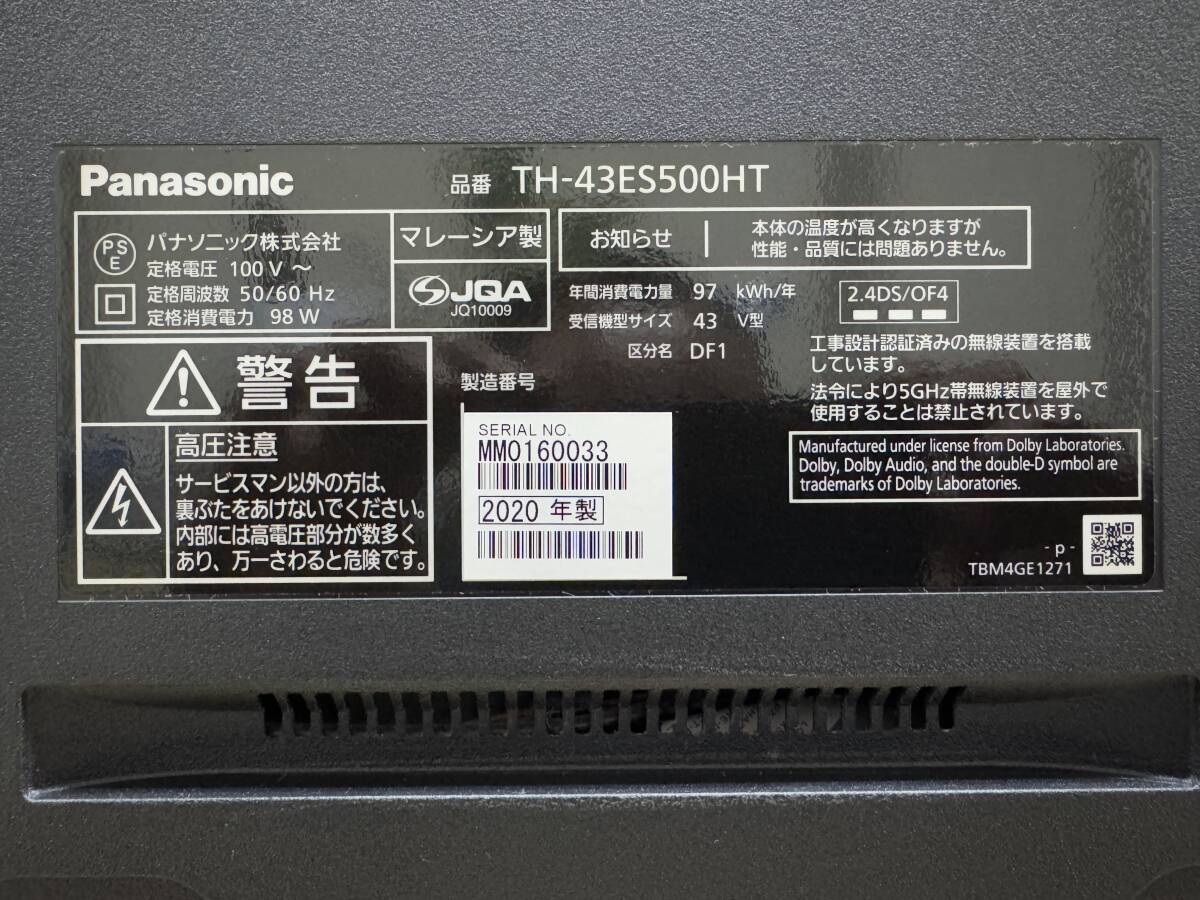 Panasonic
品番 TH-43ES500HT
PS
E
パナソニック株式会社
定格電圧 100 V ～
定格周波数 50/60 Hz
定格消費電力 98 W
マレーシア製
JQA
JQ10009
お知らせ
本体の温度が高くなりますが
性能・品質には問題ありません。
年間消費電力量 97 kWh/年
受信機型サイズ 43 V型
区分名 DF1
2.4DS/OF4
工事設計認証済みの無線装置を搭載
しています。
法令により5GHz帯無線装置を屋外で
使用することは禁止されています。
警告
高圧注意
サービスマン以外の方は、
裏ぶたをあけないでください。
内部には高電圧部分が数多く
あり、万一さわると危険です。
製造番号
SERIAL NO.
MM0160033
2020 年製
Manufactured under license from Dolby Laboratories.
Dolby, Dolby Audio, and the double-D symbol are
trademarks of Dolby Laboratories.
- p -
TBM4GE1271